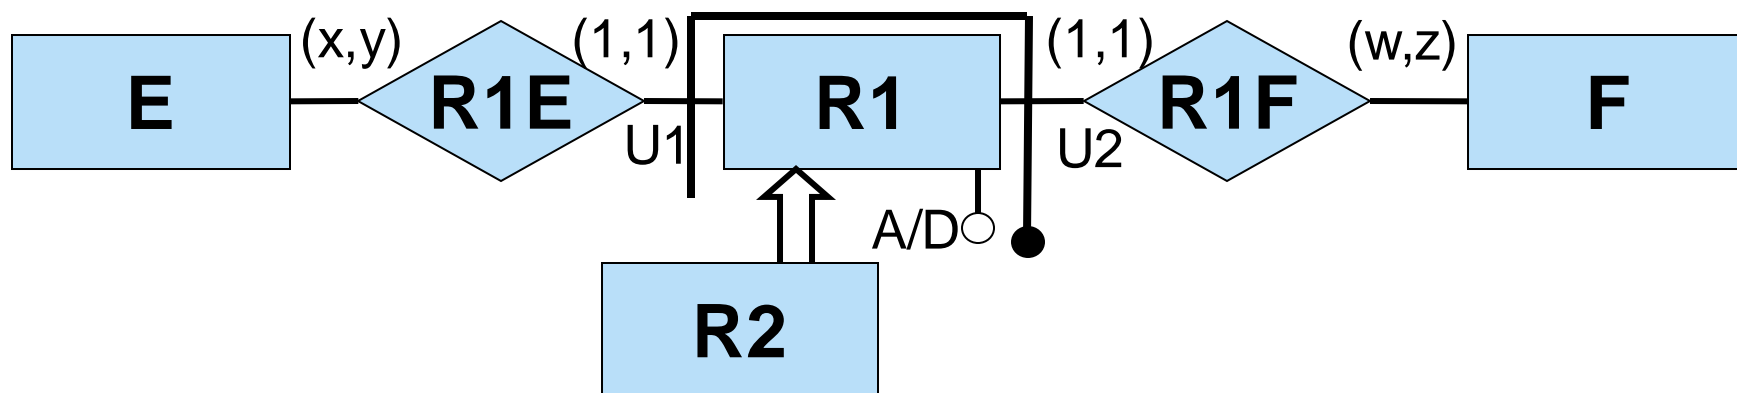 (x,y) (1,1) (1,1) (w,z)
E R1E R1 R1F F
U1 U2
A/D
R2